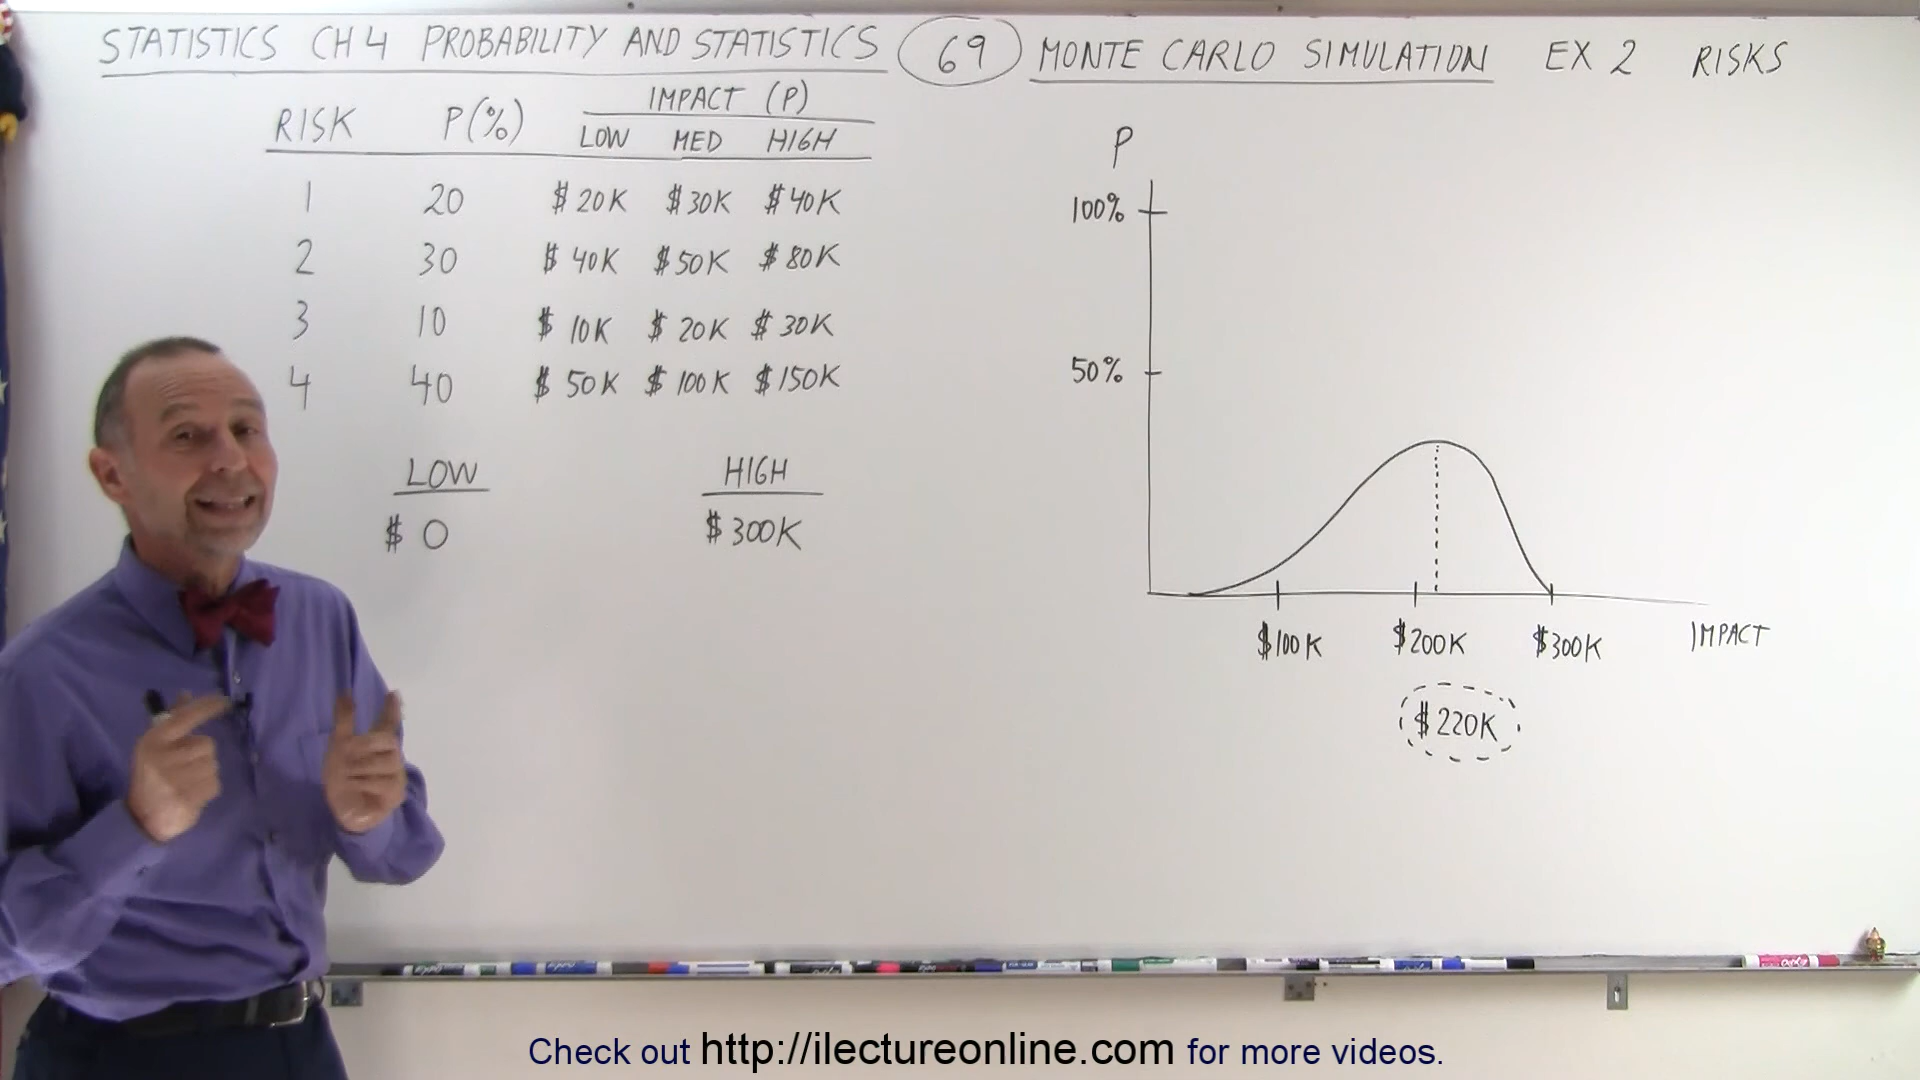 STATISTICS CH 4 PROBABILITY AND STATISTICS 69 MONTE CARLO SIMULATION EX 2 RISKS
IMPACT (P)
RISK P(%) LOW MED HIGH
1 20 $20K $30K $40K
2 30 $40K $50K $80K
3 10 $10K $20K $30K
4 40 $50K $100K $150K
LOW HIGH
$0 $300K
P
100%
50%
$100K $200K $300K IMPACT
$220K
Check out http://ilectureonline.com for more videos.